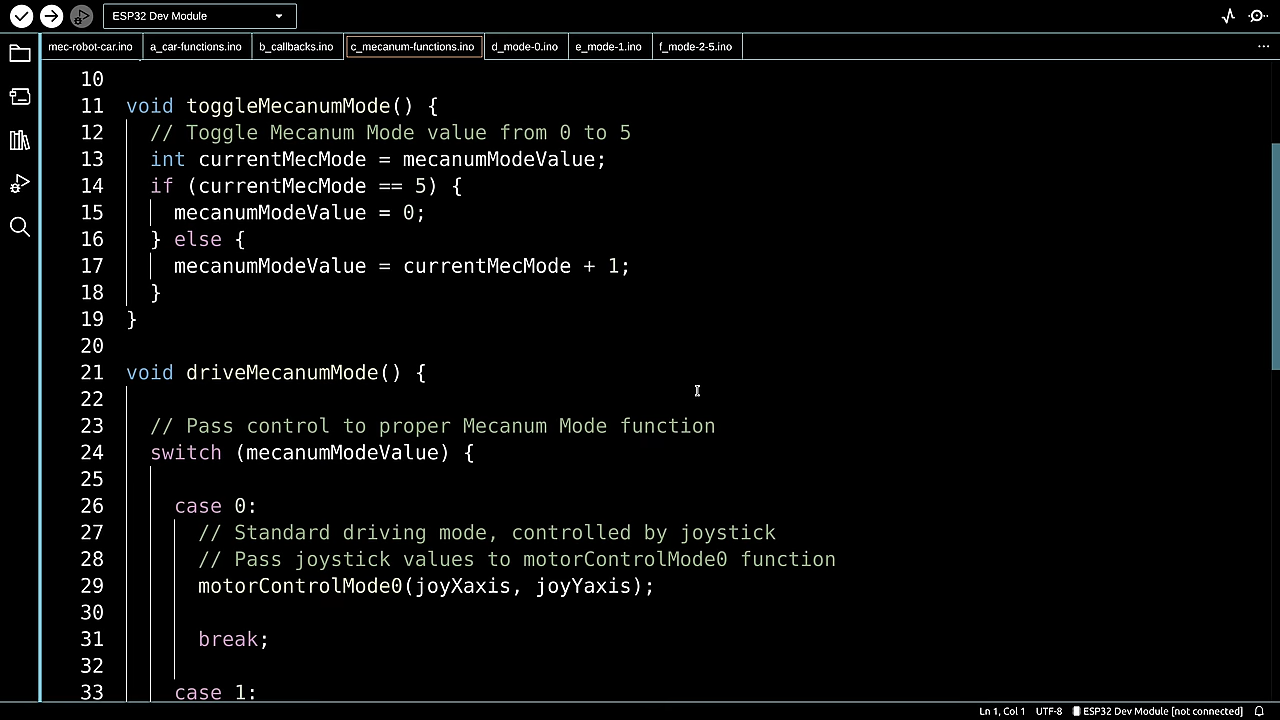 ESP32 Dev Module
mec-robot-car.ino a_car-functions.ino b_callbacks.ino c_mecanum-functions.ino d_mode-0.ino e_mode-1.ino f_mode-2-5.ino
10
11 void toggleMecanumMode() {
12 // Toggle Mecanum Mode value from 0 to 5
13 int currentMecMode = mecanumModeValue;
14 if (currentMecMode == 5) {
15 mecanumModeValue = 0;
16 } else {
17 mecanumModeValue = currentMecMode + 1;
18 }
19 }
20
21 void driveMecanumMode() {
22
23 // Pass control to proper Mecanum Mode function
24 switch (mecanumModeValue) {
25
26 case 0:
27 // Standard driving mode, controlled by joystick
28 // Pass joystick values to motorControlMode0 function
29 motorControlMode0(joyXaxis, joyYaxis);
30
31 break;
32
33 case 1:
Ln 1, Col 1 UTF-8 ESP32 Dev Module [not connected]